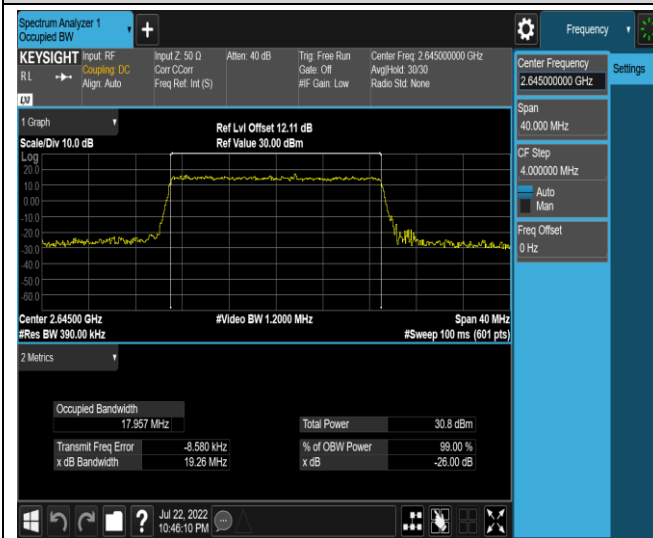 Spectrum Analyzer 1
Occupied BW
Frequency
KEYSIGHT
RL
LXI
Input: RF
Coupling: DC
Align: Auto
Input Z: 50 Ω
Corr CCorr
Freq Ref: Int (S)
Atten: 40 dB
Trig: Free Run
Gate: Off
#IF Gain: Low
Center Freq: 2.645000000 GHz
Avg|Hold: 30/30
Radio Std: None
Center Frequency
2.645000000 GHz
Settings
Span
40.000 MHz
CF Step
4.000000 MHz
Auto
Man
Freq Offset
0 Hz
1 Graph
Scale/Div 10.0 dB
Ref Lvl Offset 12.11 dB
Ref Value 30.00 dBm
Log
20.0
10.0
0.00
-10.0
-20.0
-30.0
-40.0
-50.0
-60.0
Center 2.64500 GHz
#Res BW 390.00 kHz
#Video BW 1.2000 MHz
Span 40 MHz
#Sweep 100 ms (601 pts)
2 Metrics
Occupied Bandwidth
17.957 MHz
Transmit Freq Error -8.580 kHz
x dB Bandwidth 19.26 MHz
Total Power 30.8 dBm
% of OBW Power 99.00 %
x dB -26.00 dB
Jul 22, 2022
10:46:10 PM